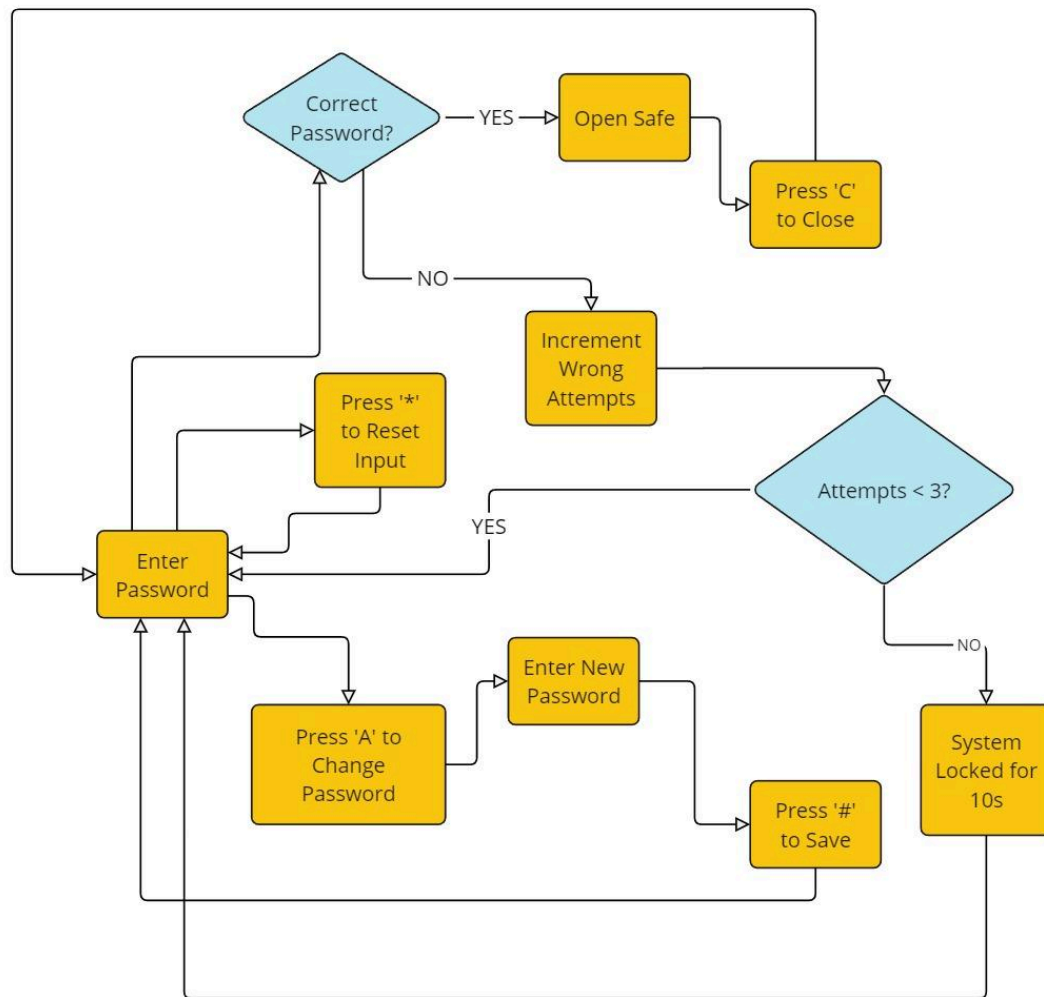 Correct
Password?
YES
Open Safe
Press 'C'
to Close
NO
Increment
Wrong
Attempts
Press '*'
to Reset
Input
Attempts < 3?
YES
Enter
Password
NO
Enter New
Password
Press 'A' to
Change
Password
System
Locked for
10s
Press '#'
to Save